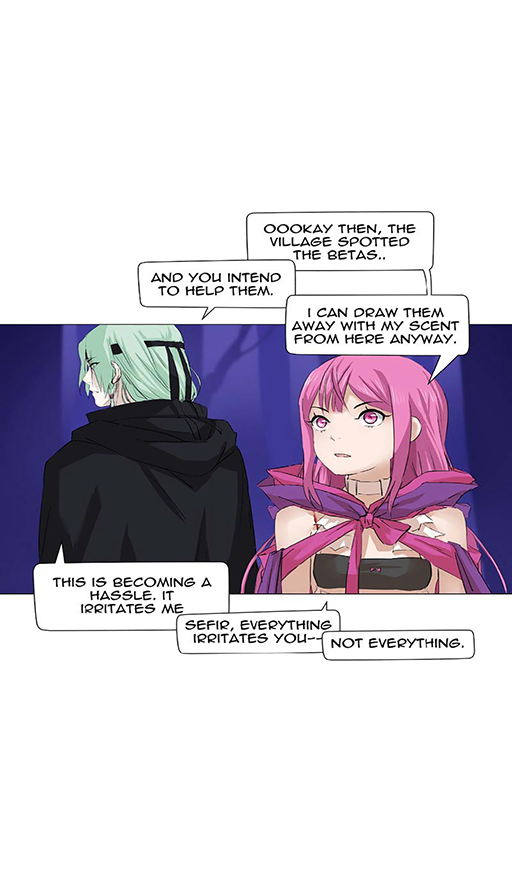 OOOKAY THEN, THE
VILLAGE SPOTTED
THE BETAS..
AND YOU INTEND
TO HELP THEM.
I CAN DRAW THEM
AWAY WITH MY SCENT
FROM HERE ANYWAY.
THIS IS BECOMING A
HASSLE. IT
IRRITATES ME
SEFIR, EVERYTHING
IRRITATES YOU--
NOT EVERYTHING.